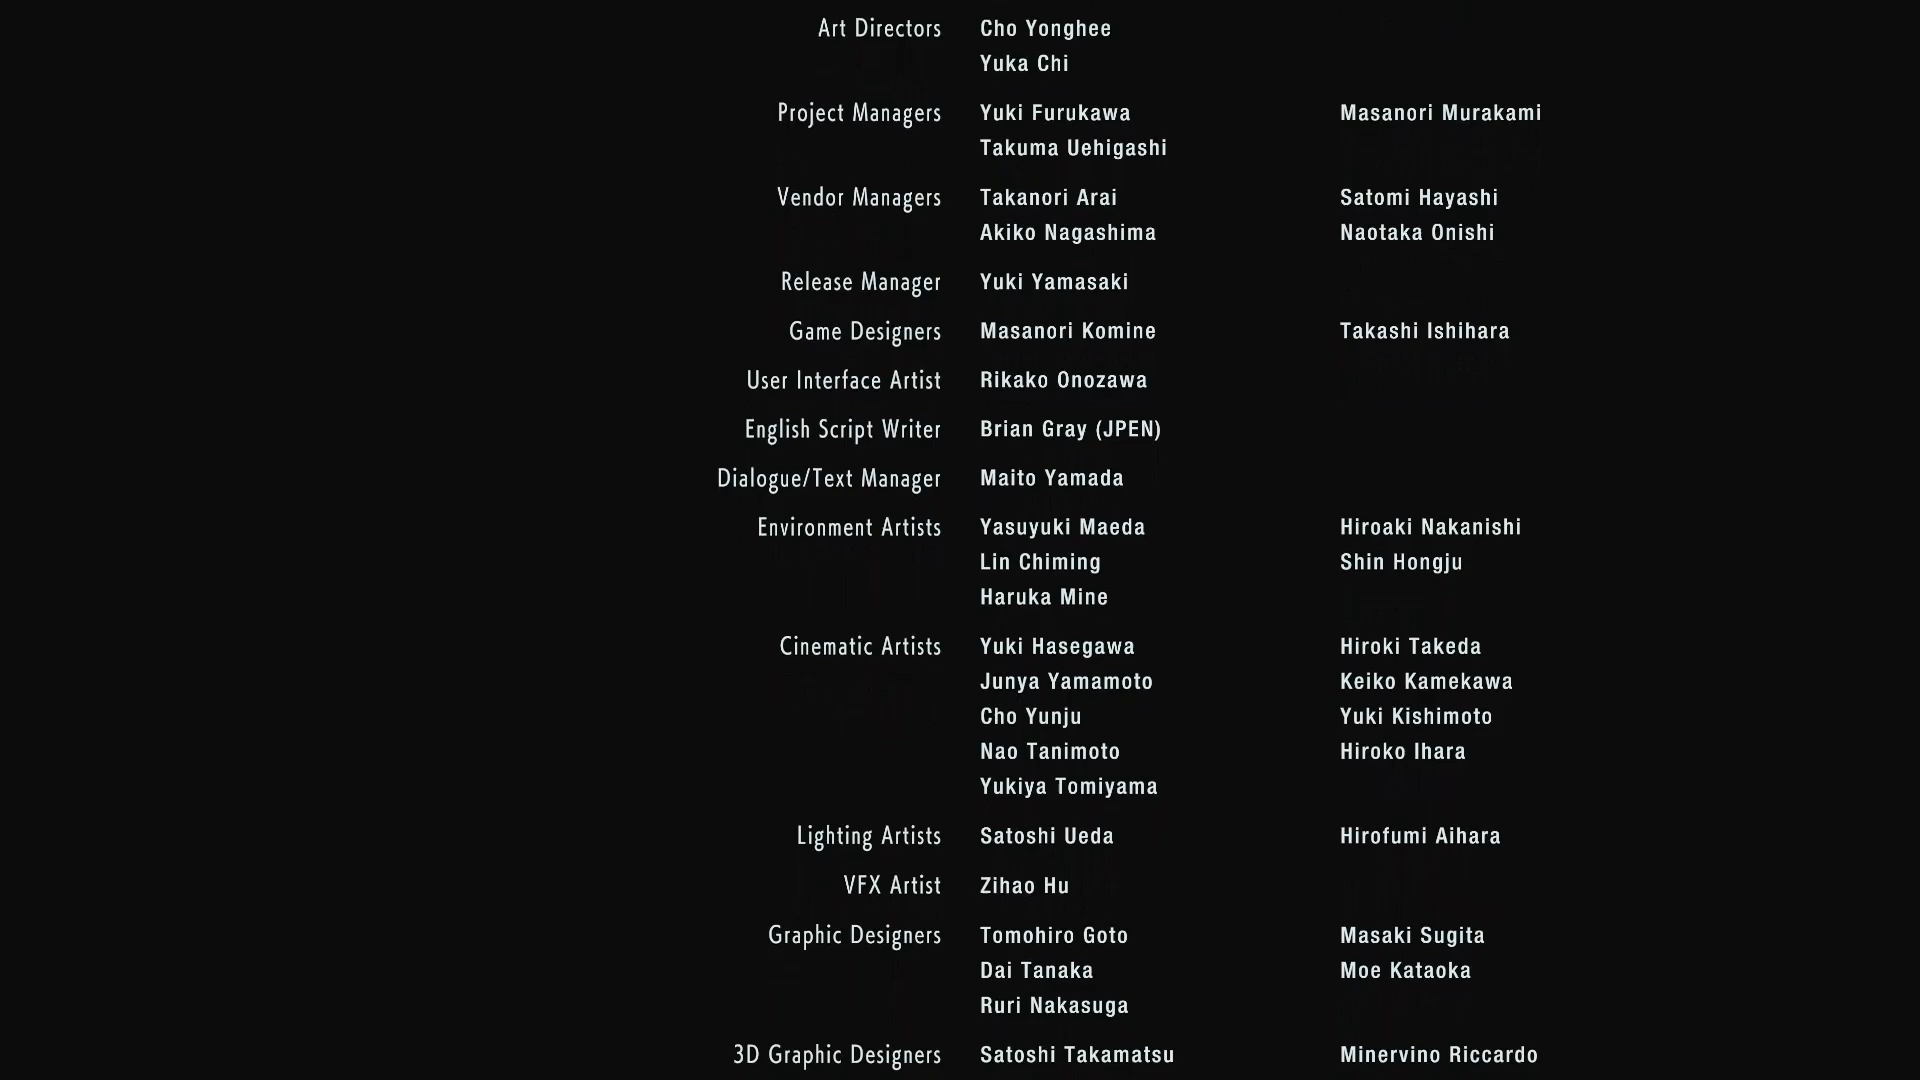 Art Directors Cho Yonghee
Yuka Chi
Project Managers Yuki Furukawa Masanori Murakami
Takuma Uehigashi
Vendor Managers Takanori Arai Satomi Hayashi
Akiko Nagashima Naotaka Onishi
Release Manager Yuki Yamasaki
Game Designers Masanori Komine Takashi Ishihara
User Interface Artist Rikako Onozawa
English Script Writer Brian Gray (JPEN)
Dialogue/Text Manager Maito Yamada
Environment Artists Yasuyuki Maeda Hiroaki Nakanishi
Lin Chiming Shin Hongju
Haruka Mine
Cinematic Artists Yuki Hasegawa Hiroki Takeda
Junya Yamamoto Keiko Kamekawa
Cho Yunju Yuki Kishimoto
Nao Tanimoto Hiroko Ihara
Yukiya Tomiyama
Lighting Artists Satoshi Ueda Hirofumi Aihara
VFX Artist Zihao Hu
Graphic Designers Tomohiro Goto Masaki Sugita
Dai Tanaka Moe Kataoka
Ruri Nakasuga
3D Graphic Designers Satoshi Takamatsu Minervino Riccardo